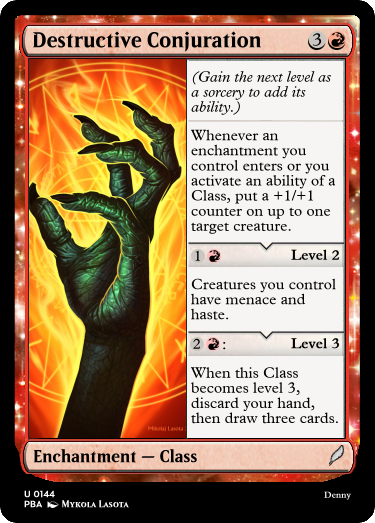 Destructive Conjuration 3
(Gain the next level as
a sorcery to add its
ability.)
Whenever an
enchantment you
control enters or you
activate an ability of a
Class, put a +1/+1
counter on up to one
target creature.
1 Level 2
Creatures you control
have menace and
haste.
2 : Level 3
When this Class
becomes level 3,
discard your hand,
then draw three cards.
Mykola Lasota
Enchantment — Class
U 0144 Denny
PBA Mykola Lasota